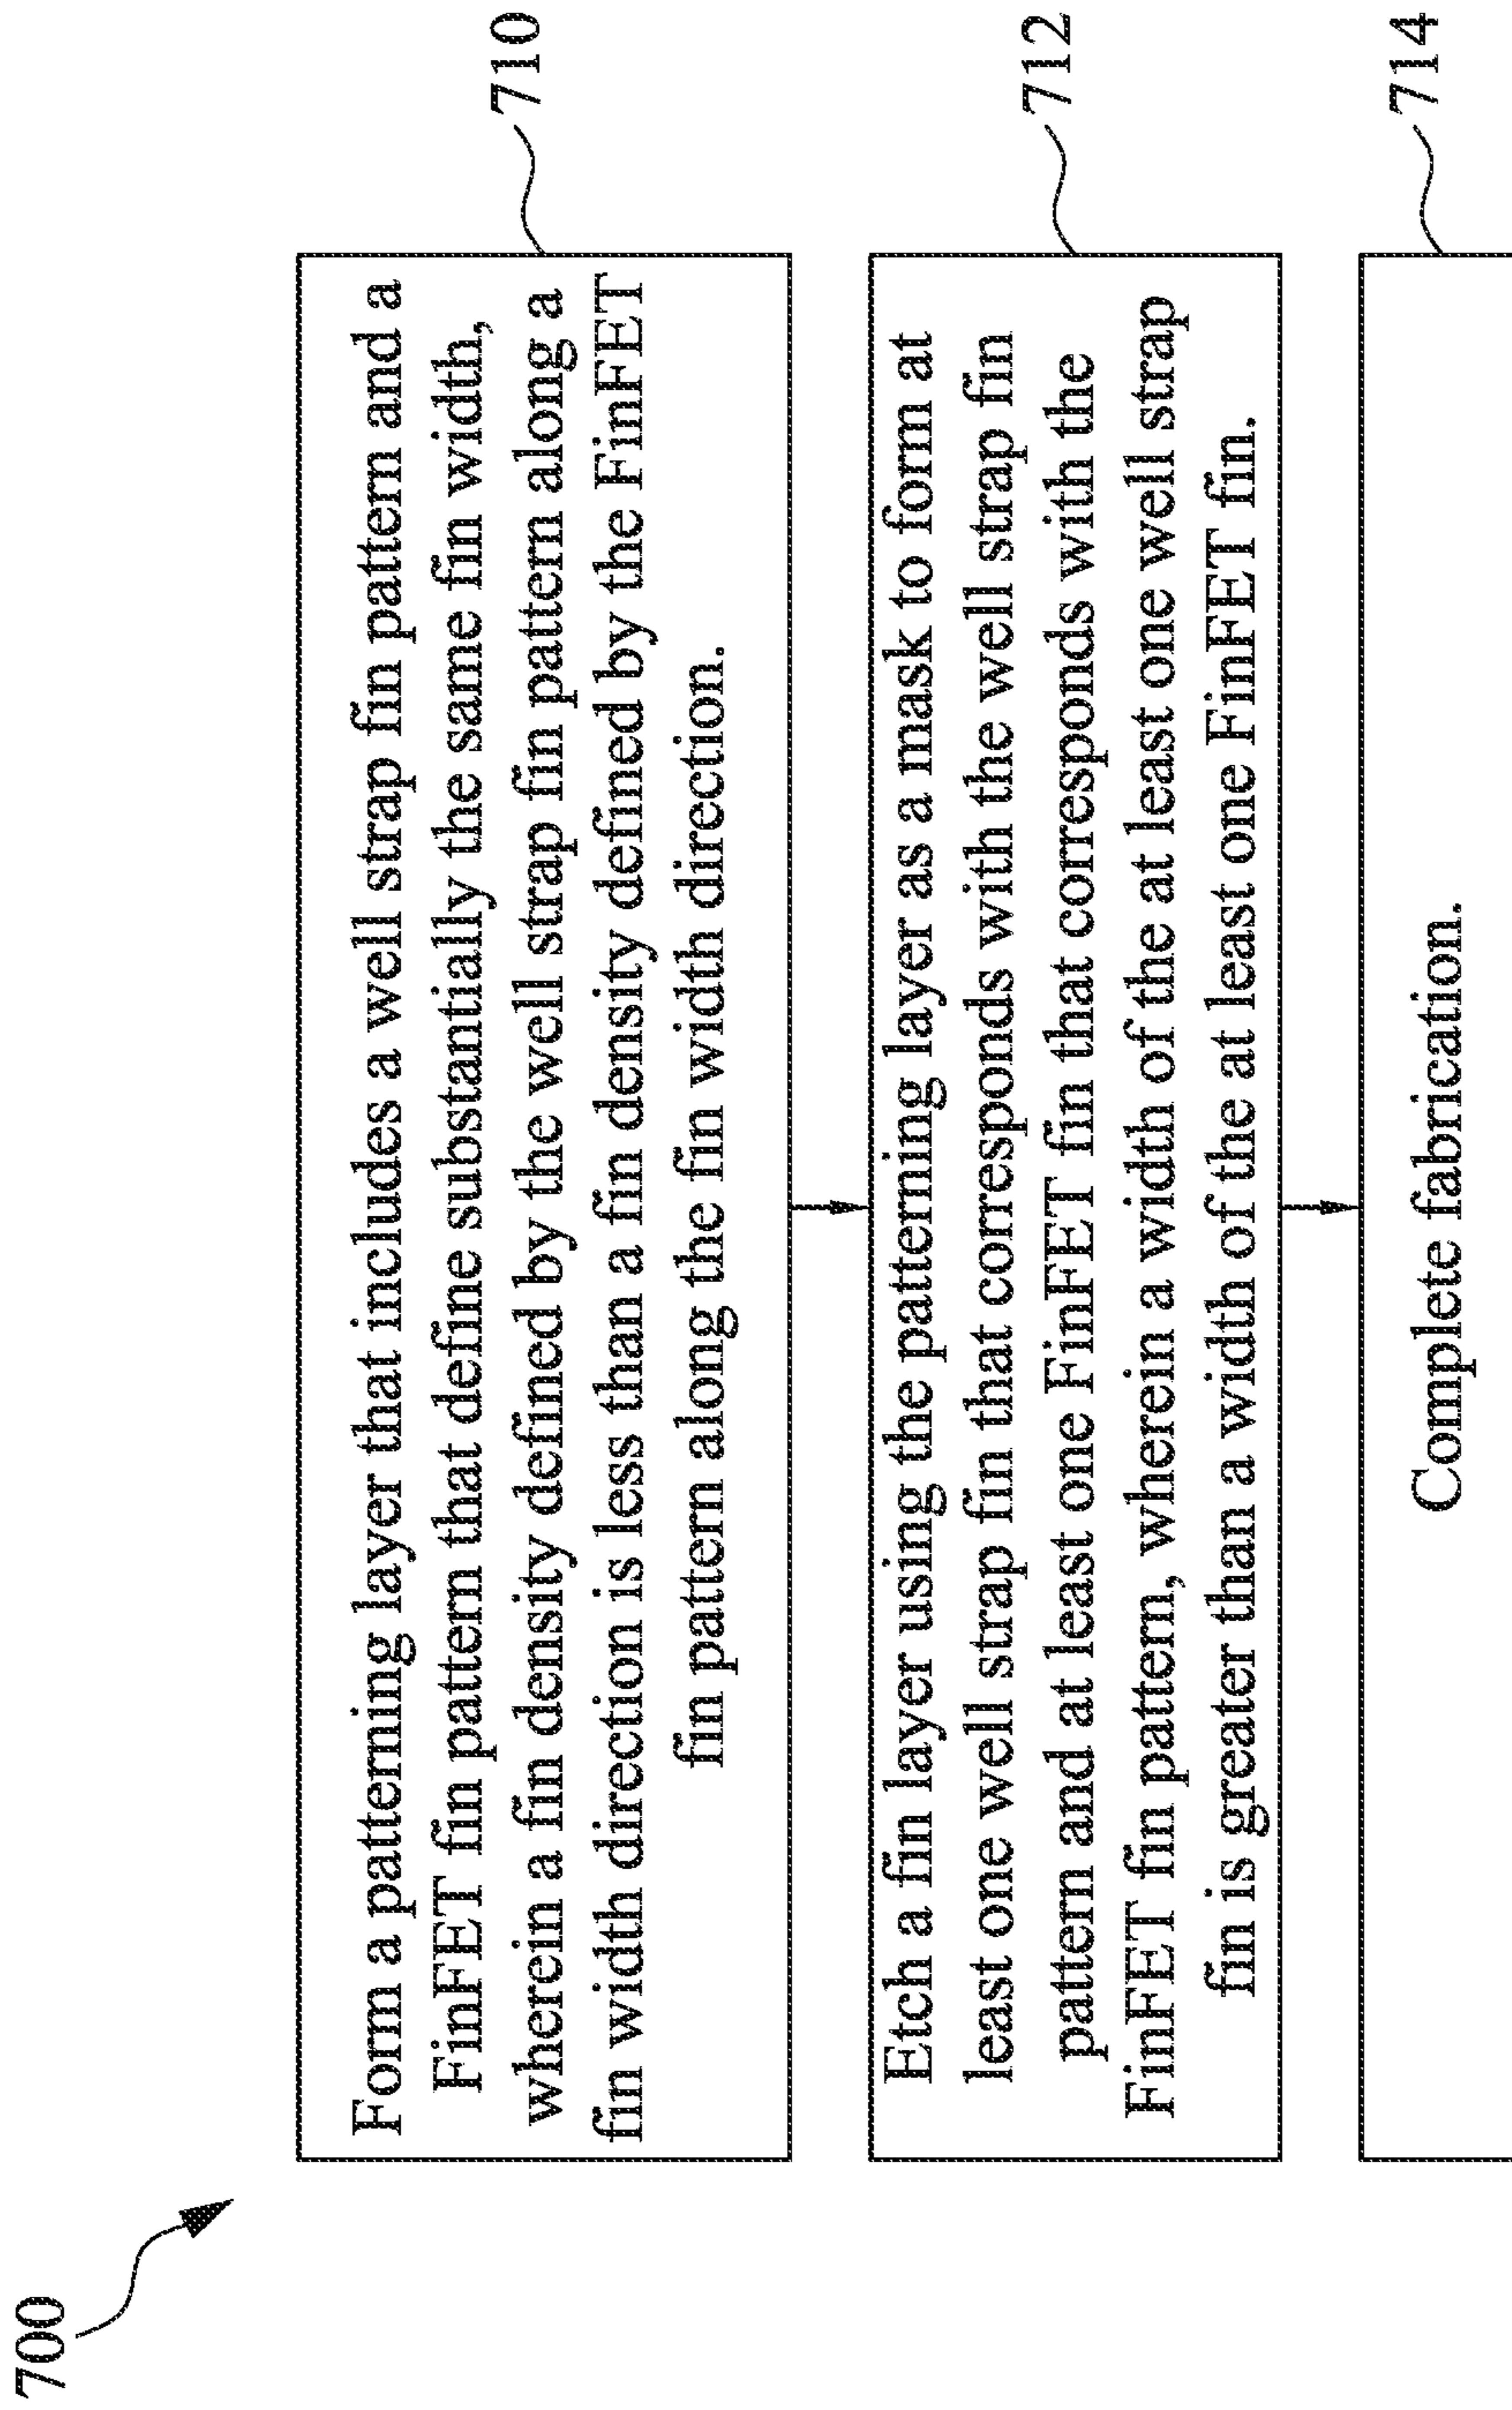 700
Form a patterning layer that includes a well strap fin pattern and a
FinFET fin pattern that define substantially the same fin width,
wherein a fin density defined by the well strap fin pattern along a
fin width direction is less than a fin density defined by the FinFET
fin pattern along the fin width direction.
710
Etch a fin layer using the patterning layer as a mask to form at
least one well strap fin that corresponds with the well strap fin
pattern and at least one FinFET fin that corresponds with the
FinFET fin pattern, wherein a width of the at least one well strap
fin is greater than a width of the at least one FinFET fin.
712
Complete fabrication.
714